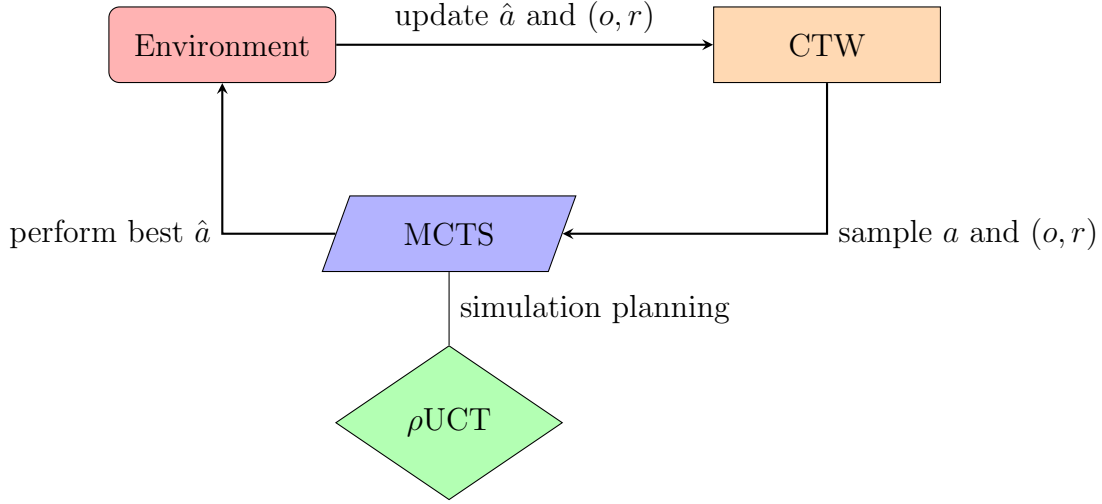 update â and (o, r)
Environment
CTW
perform best â
MCTS
sample a and (o, r)
simulation planning
ρUCT